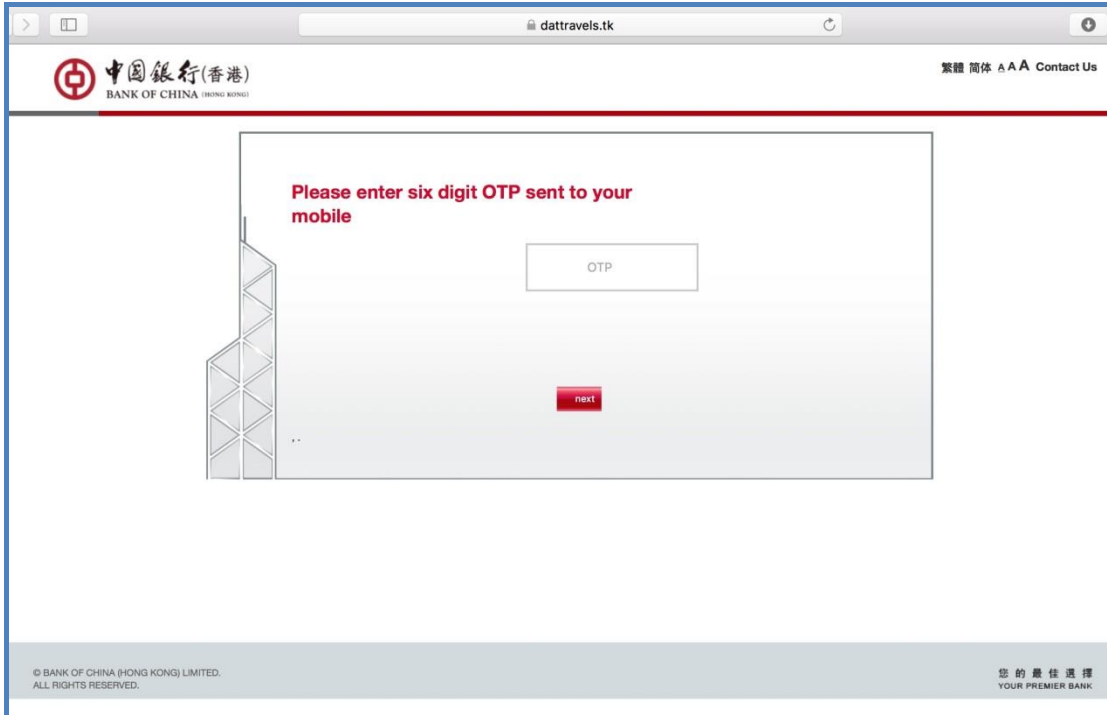 dattravels.tk
中国銀行(香港)
BANK OF CHINA (HONG KONG)
繁體 简体 A A A Contact Us
Please enter six digit OTP sent to your
mobile
OTP
next
, .
© BANK OF CHINA (HONG KONG) LIMITED.
ALL RIGHTS RESERVED.
您的最佳選擇
YOUR PREMIER BANK